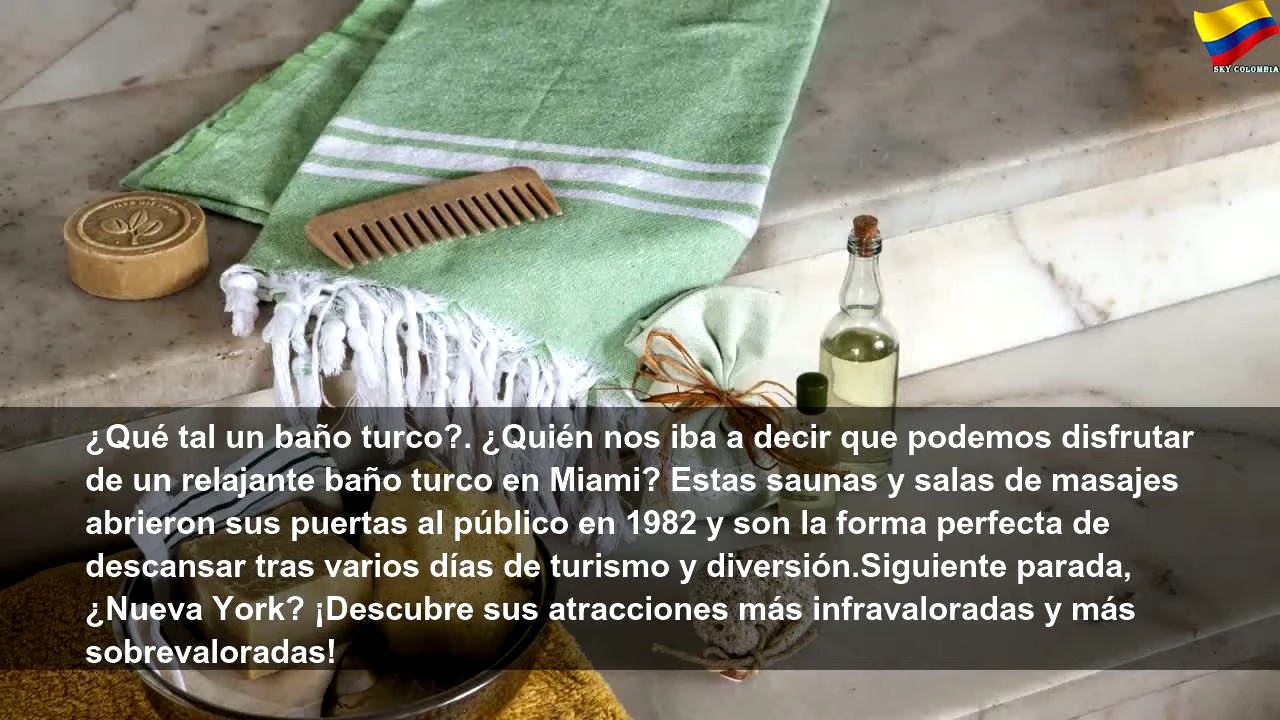 SKY COLOMBIA
¿Qué tal un baño turco?. ¿Quién nos iba a decir que podemos disfrutar
de un relajante baño turco en Miami? Estas saunas y salas de masajes
abrieron sus puertas al público en 1982 y son la forma perfecta de
descansar tras varios días de turismo y diversión.Siguiente parada,
¿Nueva York? ¡Descubre sus atracciones más infravaloradas y más
sobrevaloradas!